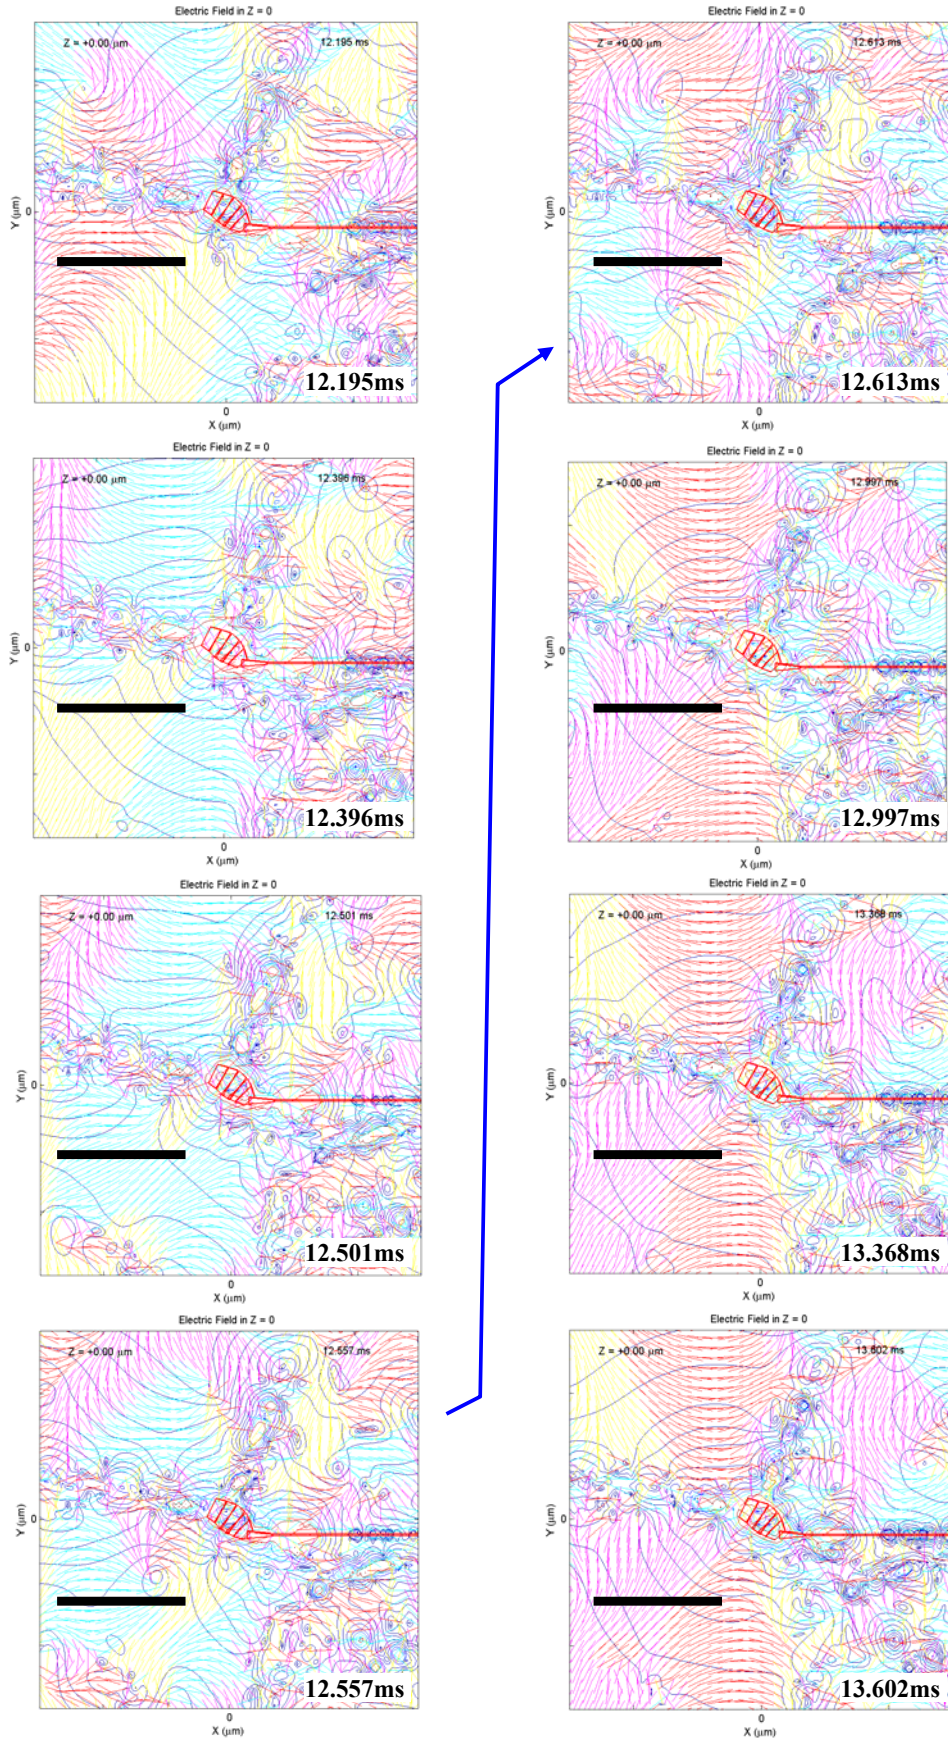 Electric Field in Z = 0
Z = +0.00 µm
12.195 ms
Y (µm)
0
12.195ms
0
X (µm)
Electric Field in Z = 0
Z = +0.00 µm
12.396 ms
Y (µm)
0
12.396ms
0
X (µm)
Electric Field in Z = 0
Z = +0.00 µm
12.501 ms
Y (µm)
0
12.501ms
0
X (µm)
Electric Field in Z = 0
Z = +0.00 µm
12.557 ms
Y (µm)
0
12.557ms
0
X (µm)
Electric Field in Z = 0
Z = +0.00 µm
12.613 ms
Y (µm)
0
12.613ms
0
X (µm)
Electric Field in Z = 0
Z = +0.00 µm
12.997 ms
Y (µm)
0
12.997ms
0
X (µm)
Electric Field in Z = 0
Z = +0.00 µm
13.368 ms
Y (µm)
0
13.368ms
0
X (µm)
Electric Field in Z = 0
Z = +0.00 µm
13.602 ms
Y (µm)
0
13.602ms
0
X (µm)